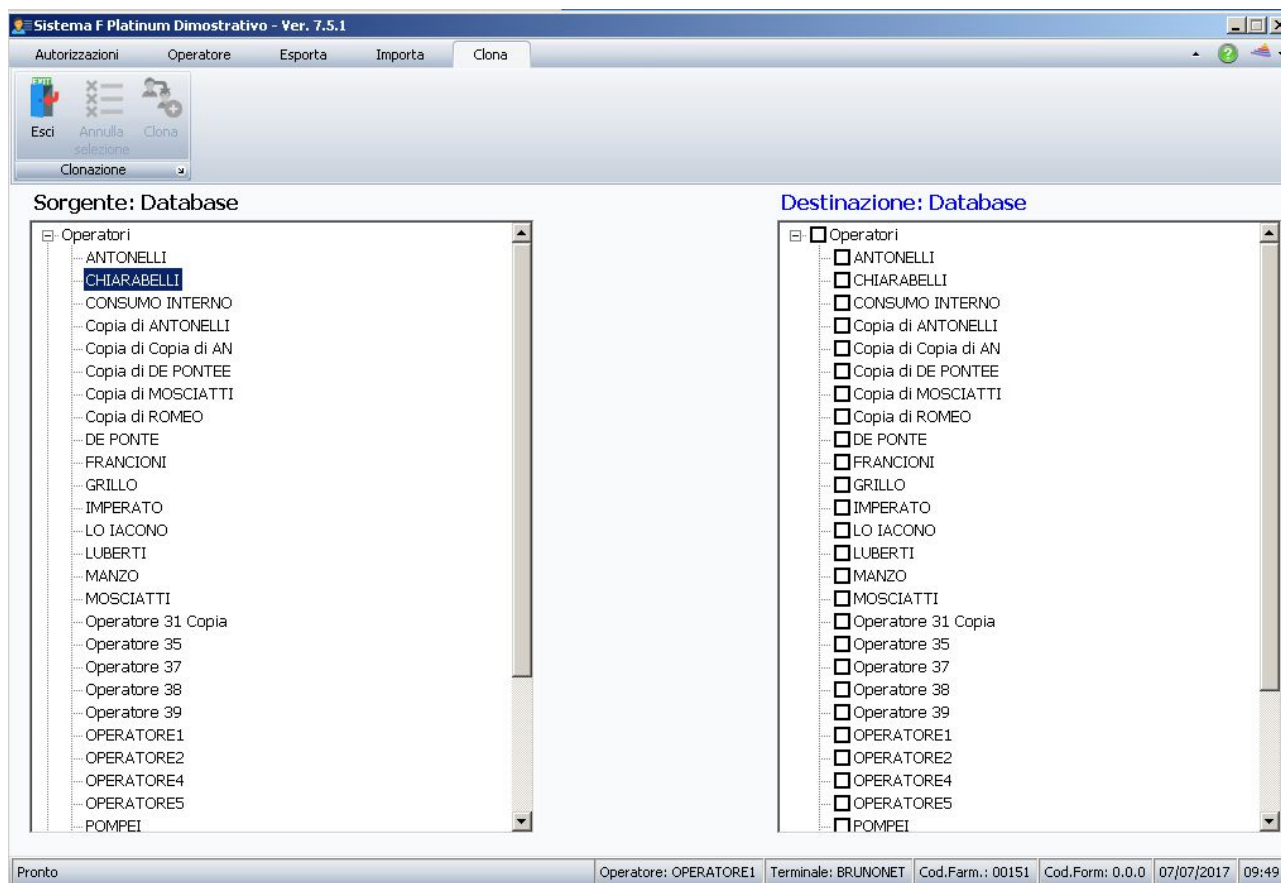 Sistema F Platinum Dimostrativo - Ver. 7.5.1
Autorizzazioni Operatore Esporta Importa Clona
EXIT
Esci Annulla selezione Clona
Clonazione
Sorgente: Database
Operatori
ANTONELLI
CHIARABELLI
CONSUMO INTERNO
Copia di ANTONELLI
Copia di Copia di AN
Copia di DE PONTEE
Copia di MOSCIATTI
Copia di ROMEO
DE PONTE
FRANCIONI
GRILLO
IMPERATO
LO IACONO
LUBERTI
MANZO
MOSCIATTI
Operatore 31 Copia
Operatore 35
Operatore 37
Operatore 38
Operatore 39
OPERATORE1
OPERATORE2
OPERATORE4
OPERATORE5
POMPEI
Destinazione: Database
Operatori
ANTONELLI
CHIARABELLI
CONSUMO INTERNO
Copia di ANTONELLI
Copia di Copia di AN
Copia di DE PONTEE
Copia di MOSCIATTI
Copia di ROMEO
DE PONTE
FRANCIONI
GRILLO
IMPERATO
LO IACONO
LUBERTI
MANZO
MOSCIATTI
Operatore 31 Copia
Operatore 35
Operatore 37
Operatore 38
Operatore 39
OPERATORE1
OPERATORE2
OPERATORE4
OPERATORE5
POMPEI
Pronto Operatore: OPERATORE1 Terminale: BRUNONET Cod.Farm.: 00151 Cod.Form: 0.0.0 07/07/2017 09:49